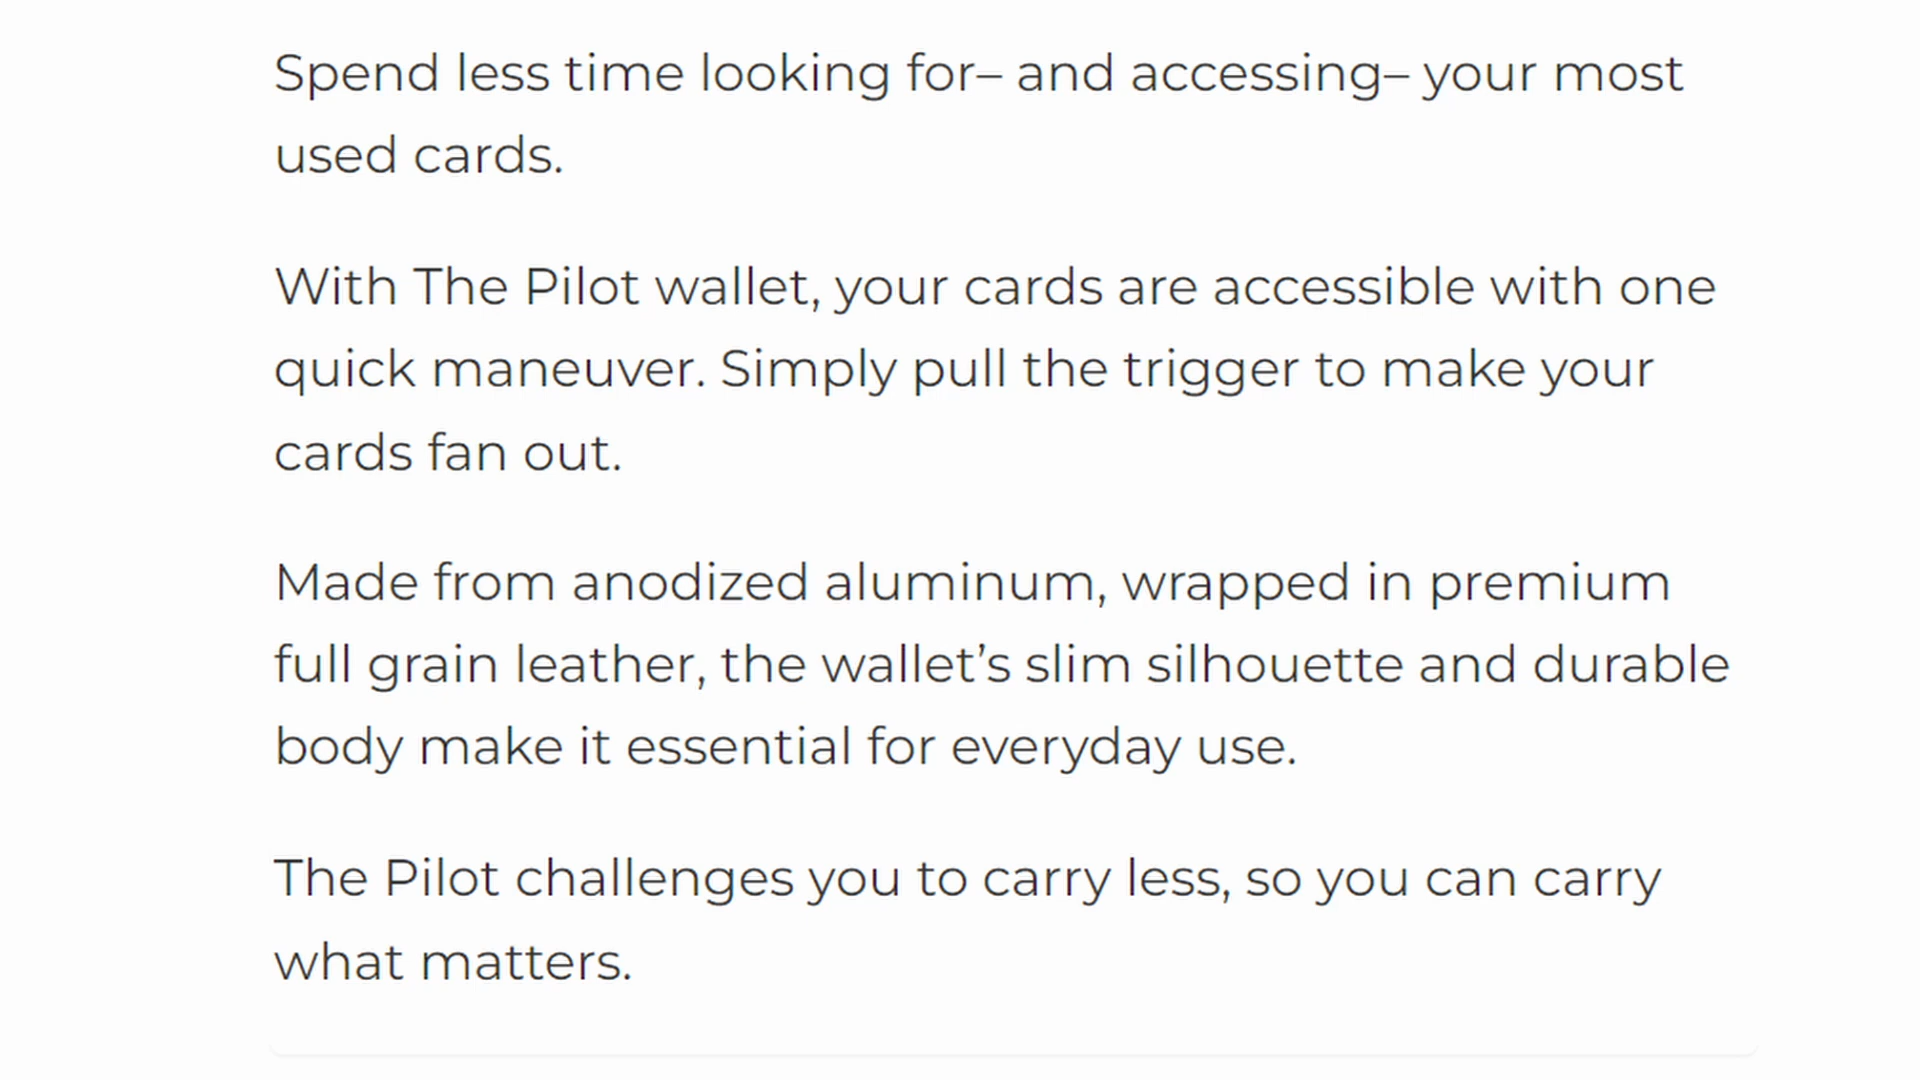 Spend less time looking for– and accessing– your most
used cards.
With The Pilot wallet, your cards are accessible with one
quick maneuver. Simply pull the trigger to make your
cards fan out.
Made from anodized aluminum, wrapped in premium
full grain leather, the wallet’s slim silhouette and durable
body make it essential for everyday use.
The Pilot challenges you to carry less, so you can carry
what matters.